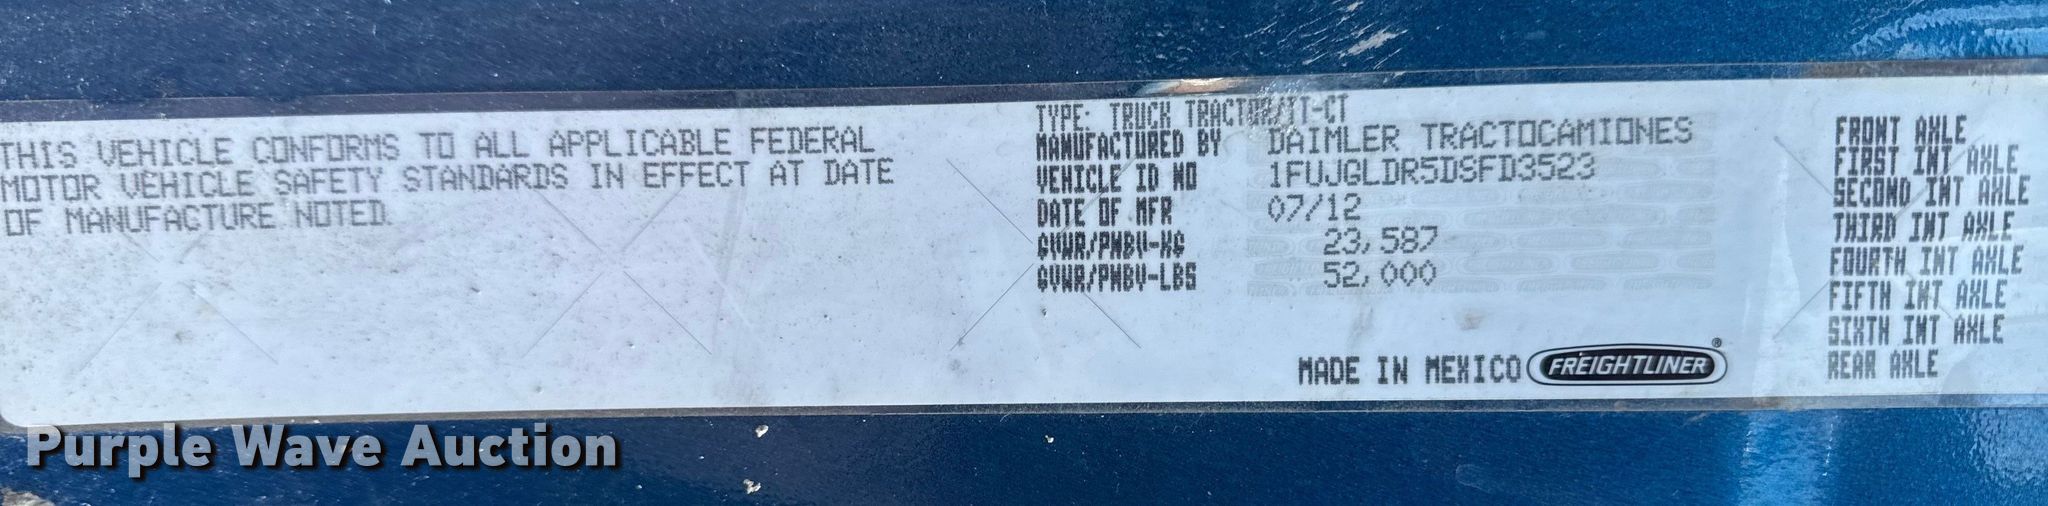 THIS VEHICLE CONFORMS TO ALL APPLICABLE FEDERAL
MOTOR VEHICLE SAFETY STANDARDS IN EFFECT AT DATE
OF MANUFACTURE NOTED.
TYPE: TRUCK TRACTOR/TT-CT
MANUFACTURED BY DAIMLER TRACTOCAMIONES
VEHICLE ID NO 1FUJGLDR5DSFD3523
DATE OF MFR 07/12
GVWR/PNBV-KG 23,587
GVWR/PNBV-LBS 52,000
MADE IN MEXICO FREIGHTLINER®
FRONT AXLE
FIRST INT AXLE
SECOND INT AXLE
THIRD INT AXLE
FOURTH INT AXLE
FIFTH INT AXLE
SIXTH INT AXLE
REAR AXLE
Purple Wave Auction